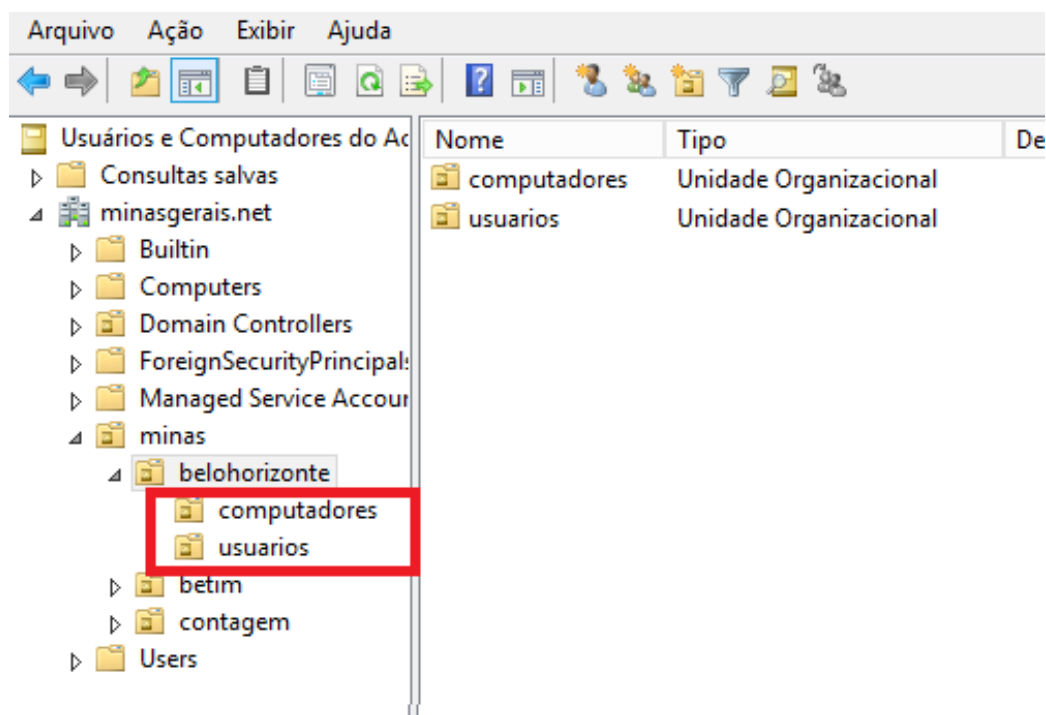 Arquivo Ação Exibir Ajuda
Usuários e Computadores do Ac
Consultas salvas
minasgerais.net
Builtin
Computers
Domain Controllers
ForeignSecurityPrincipals
Managed Service Accour
minas
belohorizonte
computadores
usuarios
betim
contagem
Users
Nome Tipo De
computadores Unidade Organizacional
usuarios Unidade Organizacional